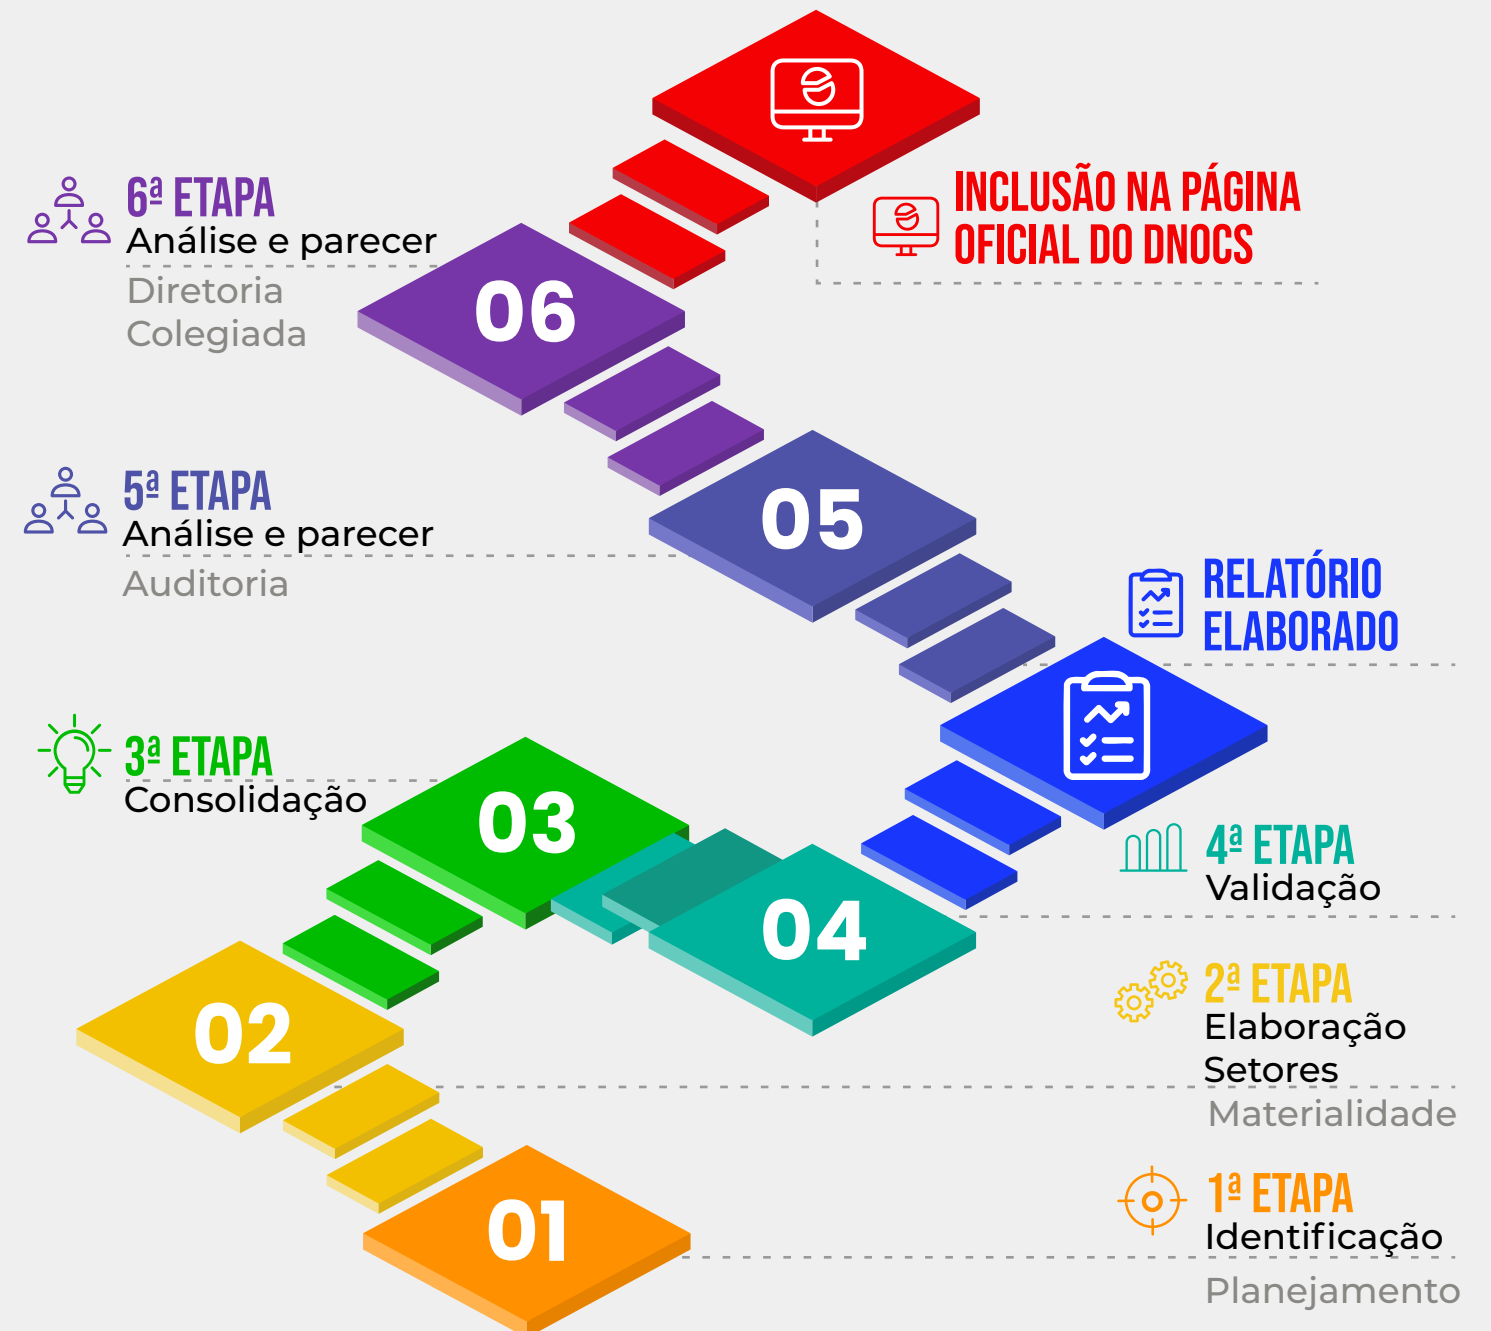 INCLUSÃO NA PÁGINA
OFICIAL DO DNOCS
6ª ETAPA
Análise e parecer
Diretoria
Colegiada
06
5ª ETAPA
Análise e parecer
Auditoria
05
RELATÓRIO
ELABORADO
3ª ETAPA
Consolidação
03
4ª ETAPA
Validação
04
2ª ETAPA
Elaboração
Setores
Materialidade
02
1ª ETAPA
Identificação
Planejamento
01